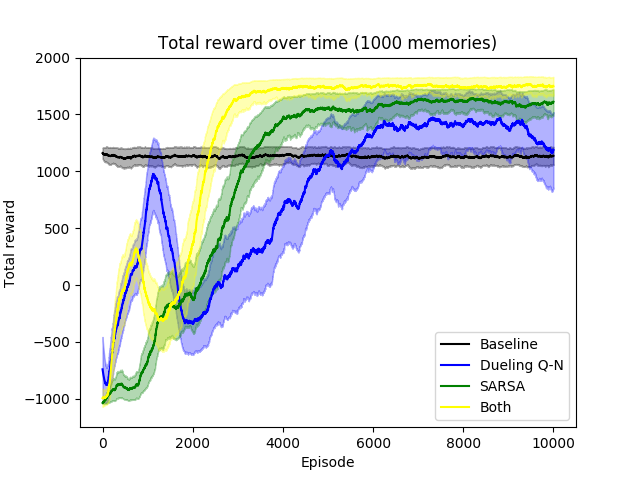 Total reward over time (1000 memories)
2000
1500
1000
500
0
−500
−1000
Total reward
0
2000
4000
6000
8000
10000
Episode
Baseline
Dueling Q-N
SARSA
Both